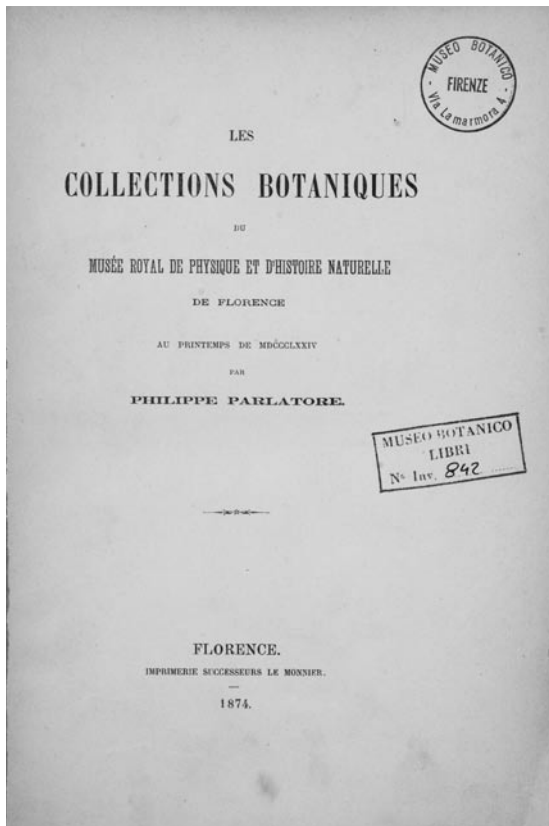 MUSEO BOTANICO
FIRENZE
Via Lamarmora 4
LES
COLLECTIONS BOTANIQUES
DU
MUSÉE ROYAL DE PHYSIQUE ET D'HISTOIRE NATURELLE
DE FLORENCE
AU PRINTEMPS DE MDCCCLXXIV
PAR
PHILIPPE PARLATORE.
MUSEO BOTANICO
LIBRI
No Inv. 842
FLORENCE.
IMPRIMERIE SUCCESSEURS LE MONNIER.
1874.